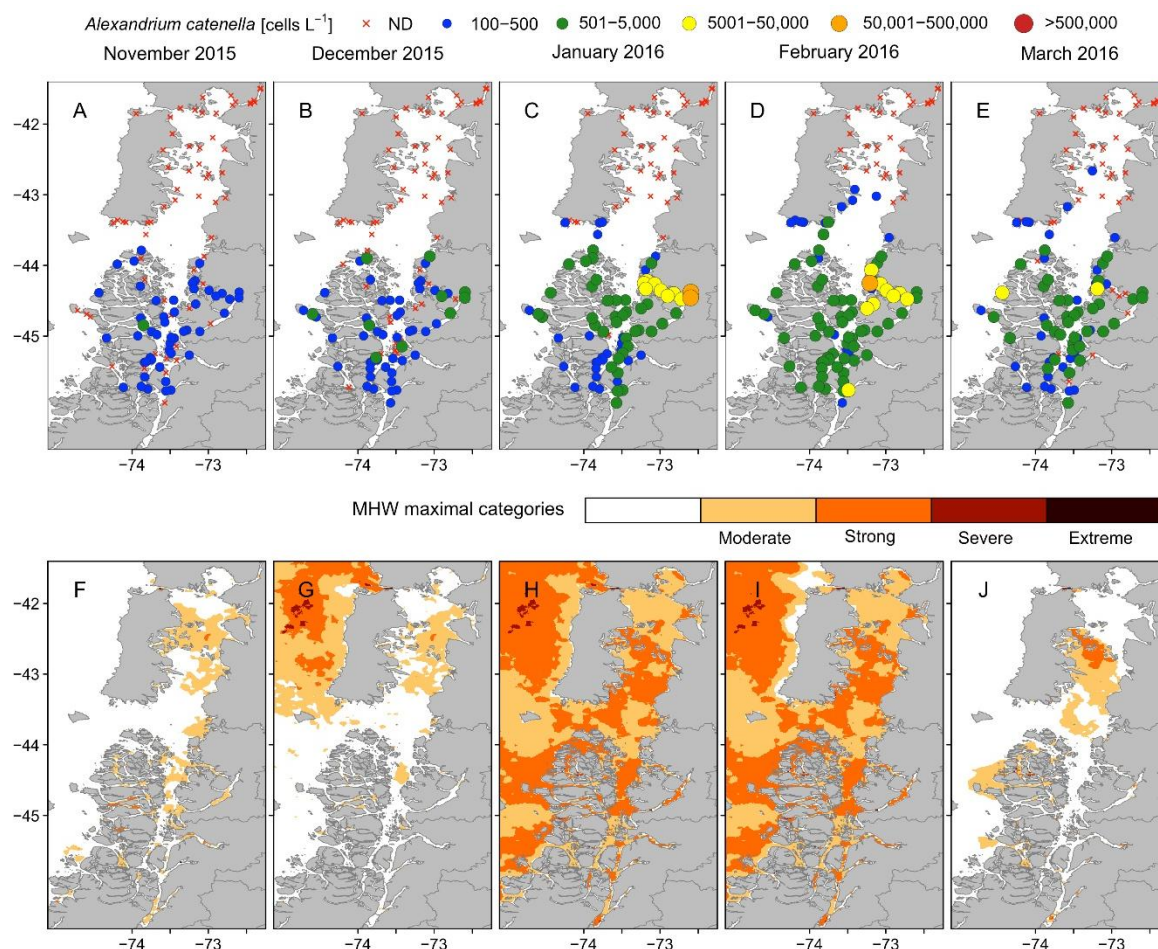 Alexandrium catenella [cells L⁻¹] × ND 100−500 501−5,000 5001−50,000 50,001−500,000 >500,000
November 2015 December 2015 January 2016 February 2016 March 2016
A B C D E
−42
−43
−44
−45
−74 −73 −74 −73 −74 −73 −74 −73 −74 −73
MHW maximal categories
Moderate Strong Severe Extreme
F G H I J
−42
−43
−44
−45
−74 −73 −74 −73 −74 −73 −74 −73 −74 −73